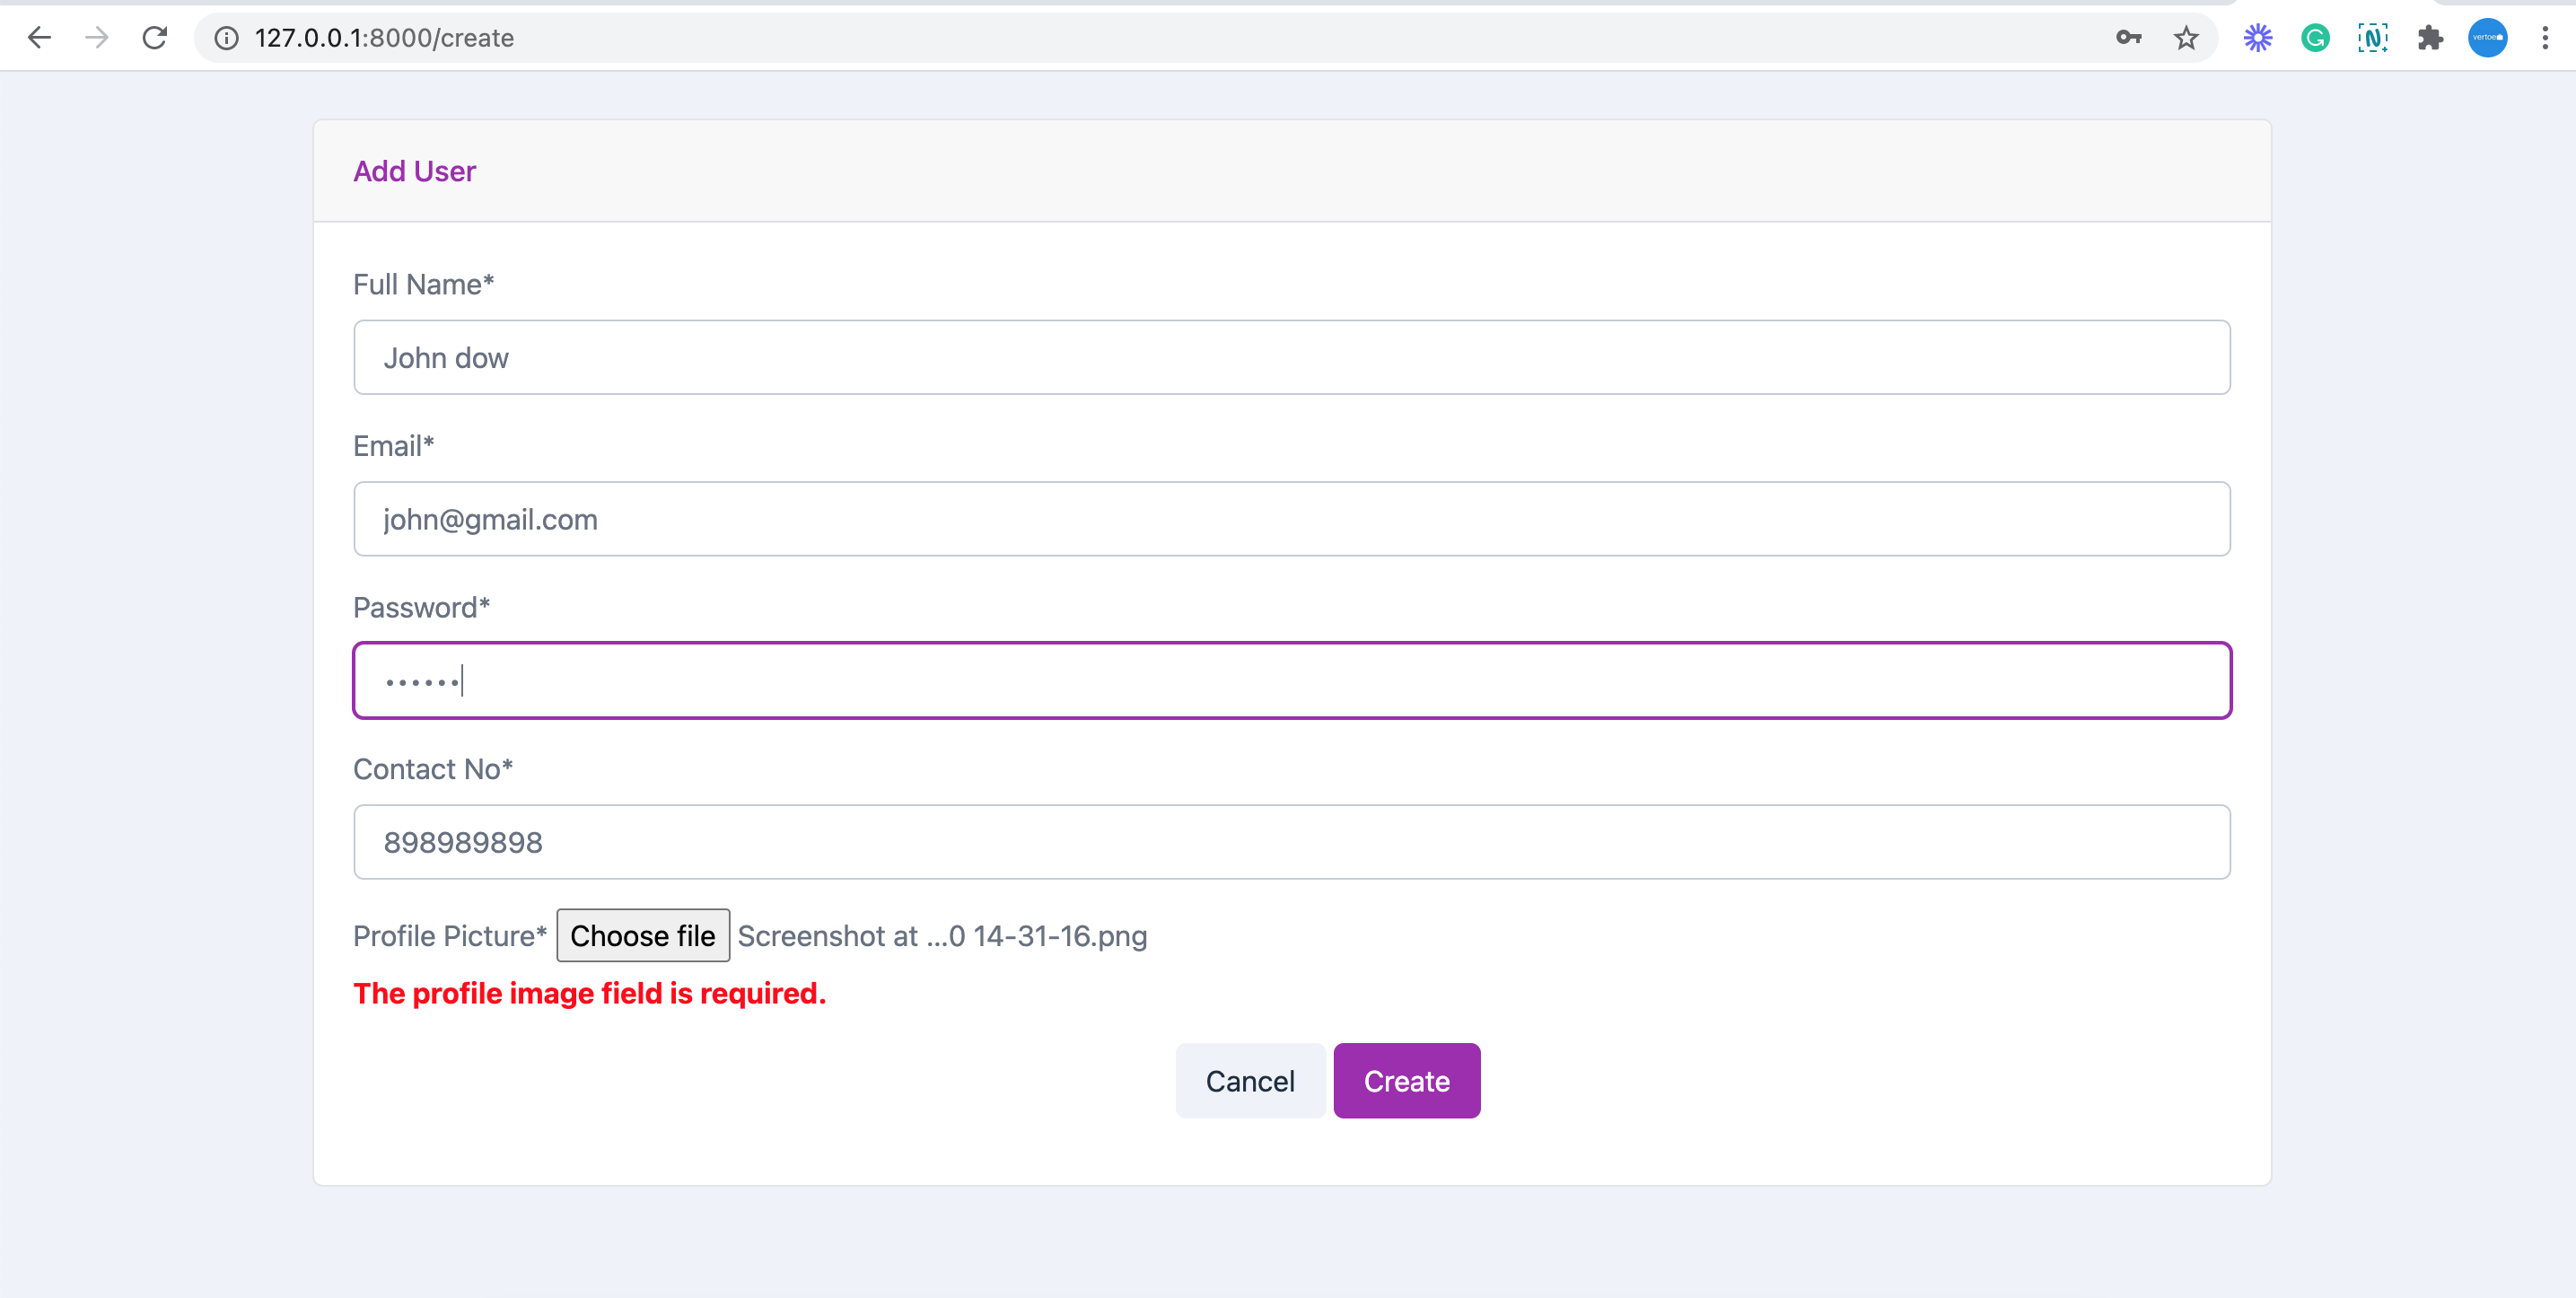 127.0.0.1:8000/create
vertoe
Add User
Full Name*
John dow
Email*
john@gmail.com
Password*
••••••
Contact No*
898989898
Profile Picture* Choose file Screenshot at ...0 14-31-16.png
The profile image field is required.
Cancel Create